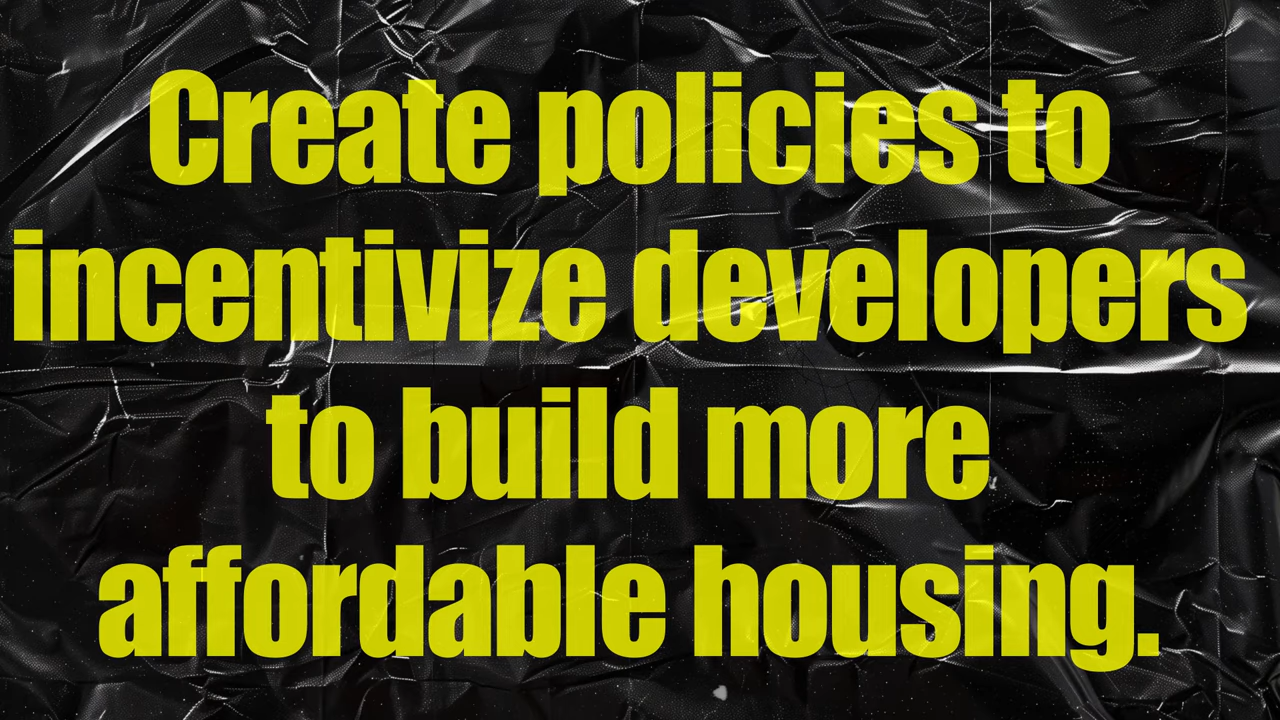 Create policies to
incentivize developers
to build more
affordable housing.